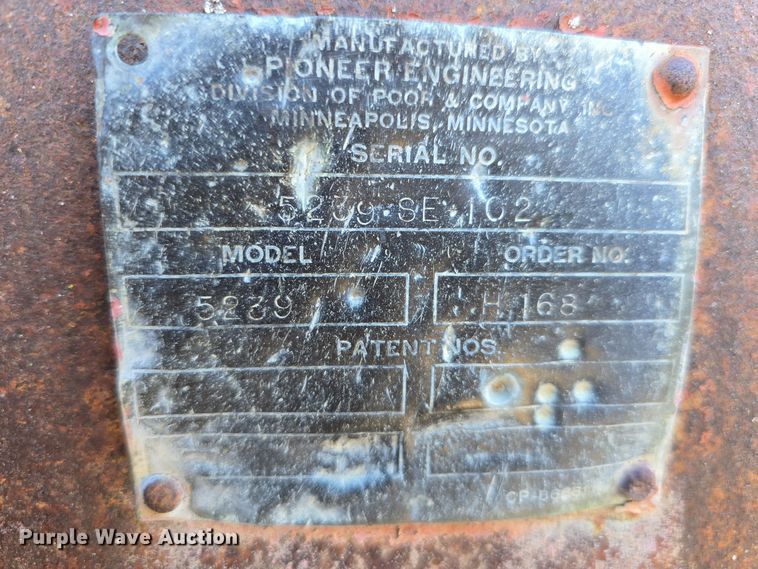 MANUFACTURED BY
PIONEER ENGINEERING
DIVISION OF POOR & COMPANY INC.
MINNEAPOLIS, MINNESOTA
SERIAL NO.
5239 SE 102
MODEL ORDER NO.
5239 H 168
PATENT NOS.
Purple Wave Auction